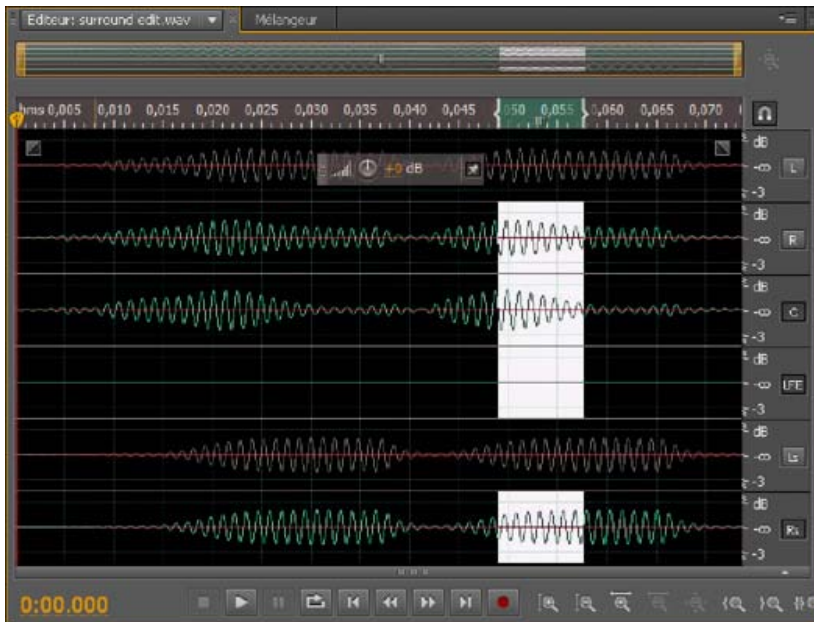 Editeur: surround edit.wav Mélangeur
hms 0,005 0,010 0,015 0,020 0,025 0,030 0,035 0,040 0,045 050 0,055 0,060 0,065 0,070
dB
-∞ L
-3
+0 dB
dB
-∞ R
-3
dB
-∞ C
-3
dB
-∞ LFE
-3
dB
-∞ Ls
-3
dB
-∞ Rs
-3
0:00.000